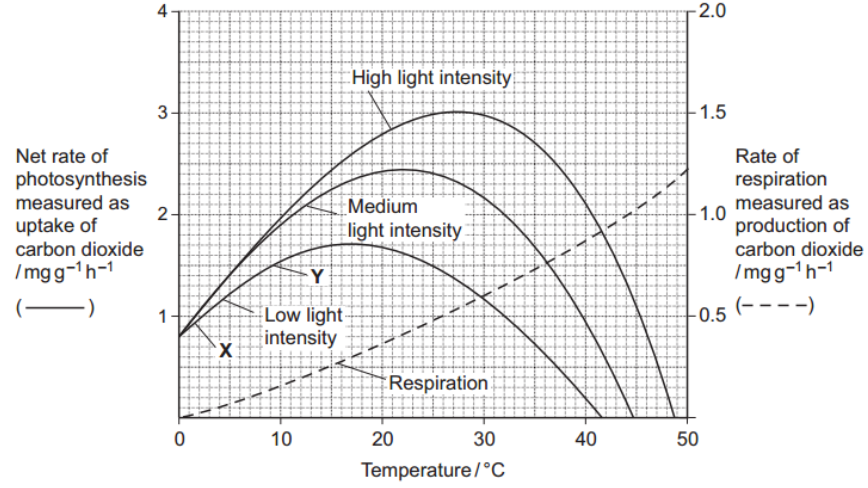 4
3
2
1
Net rate of
photosynthesis
measured as
uptake of
carbon dioxide
/ mg g⁻¹ h⁻¹
(———)
High light intensity
Medium
light intensity
Y
Low light
intensity
X
Respiration
0 10 20 30 40 50
Temperature / °C
2.0
1.5
1.0
0.5
Rate of
respiration
measured as
production of
carbon dioxide
/ mg g⁻¹ h⁻¹
(– – – –)